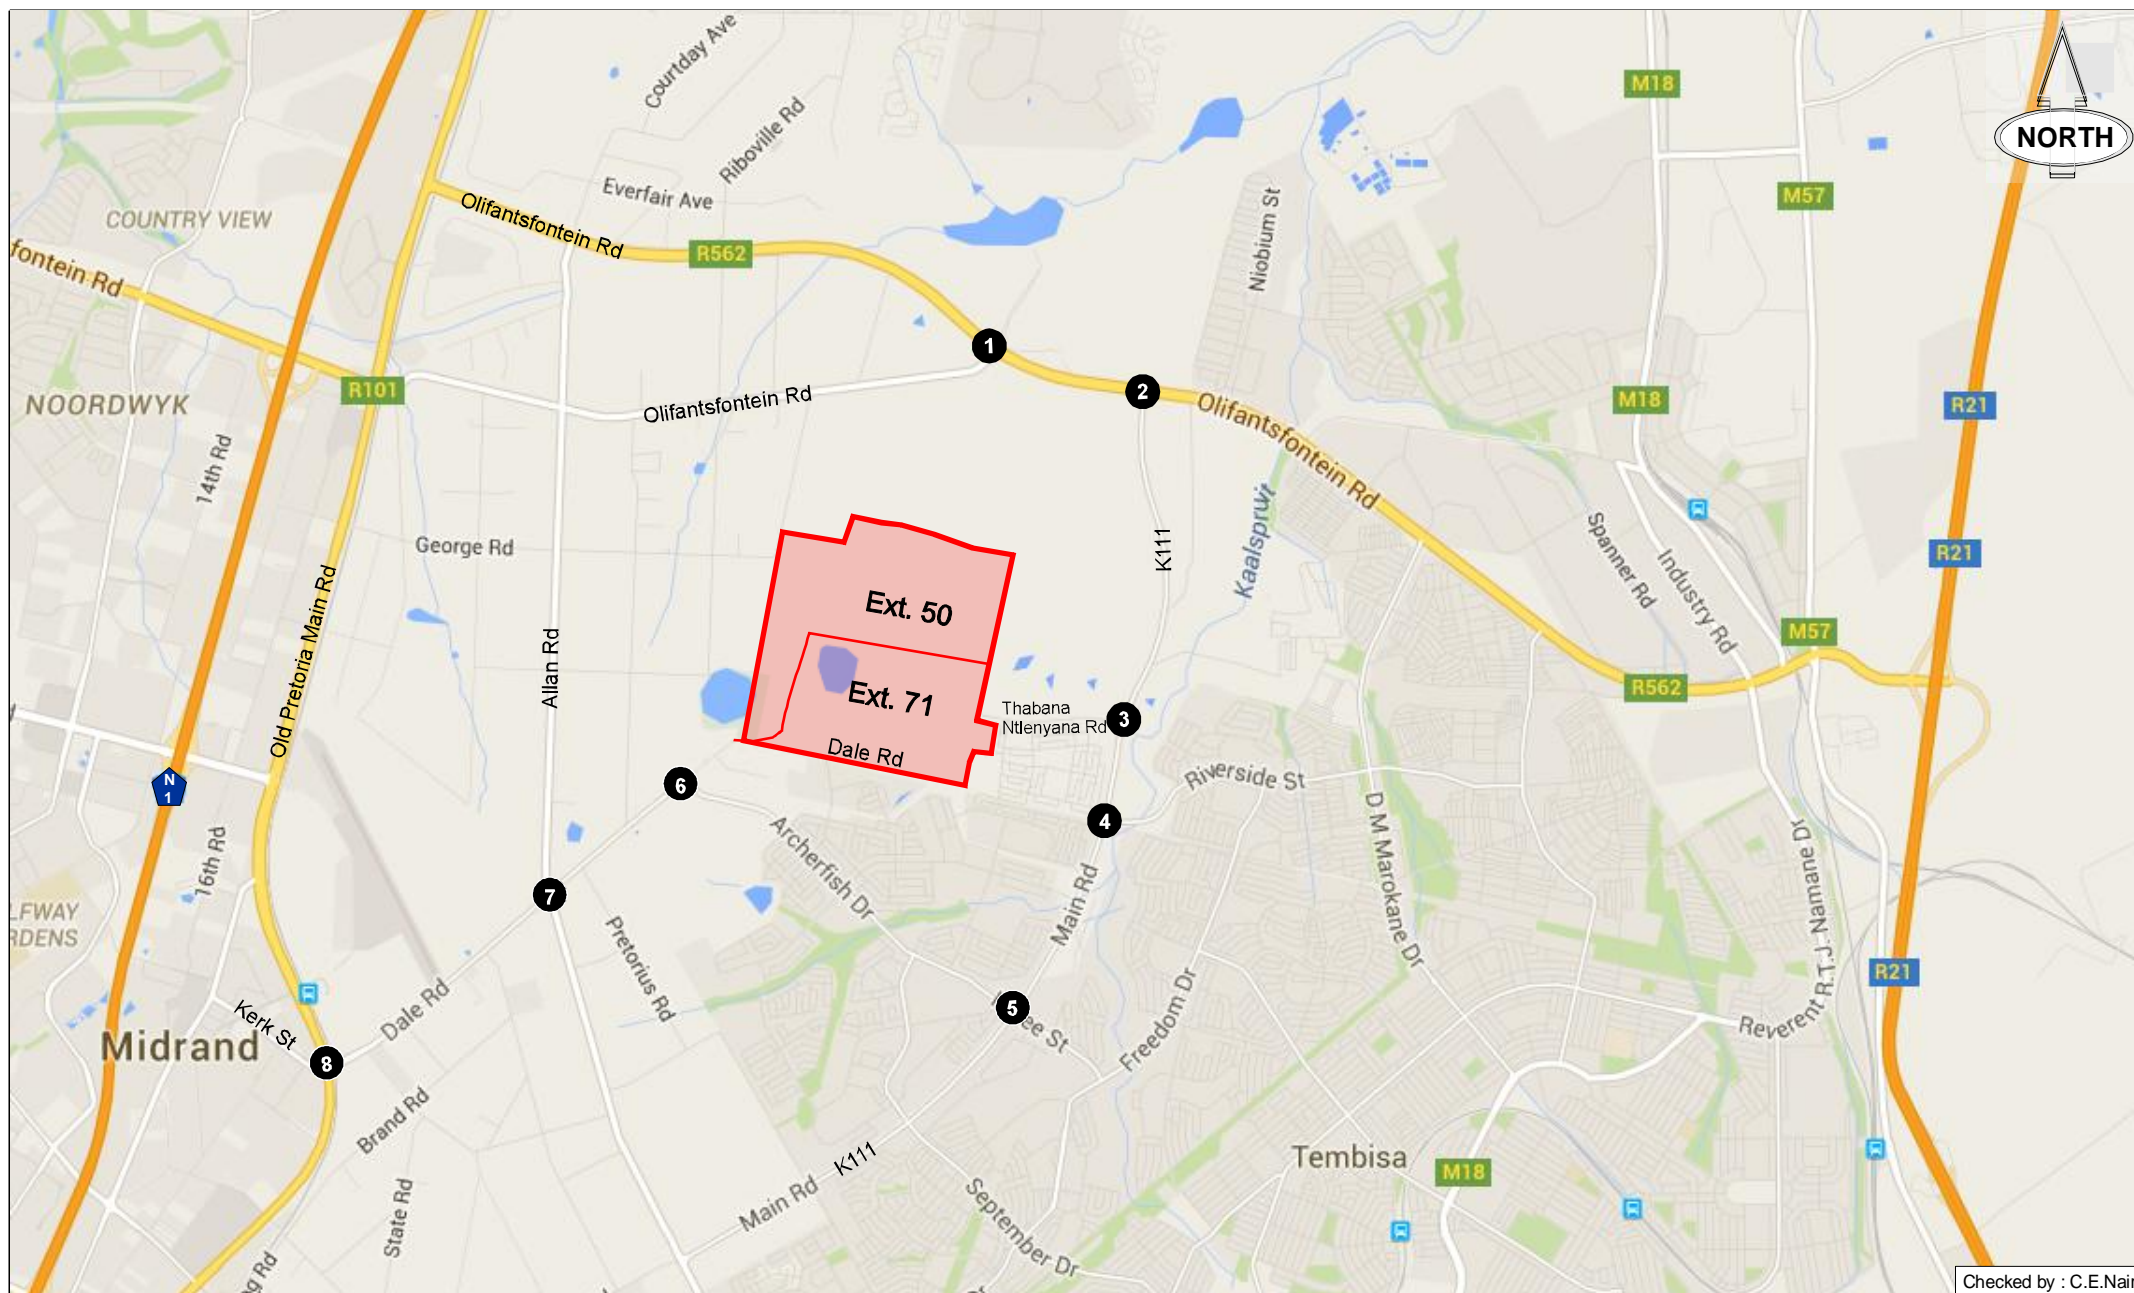 Courtday Ave
Riboville Rd
Everfair Ave
M18
NORTH
M57
COUNTRY VIEW
Olifantsfontein Rd
R562
Niobium St
fontein Rd
1
R101
2
Olifantsfontein Rd
Olifantsfontein Rd
M18
R21
NOORDWYK
14th Rd
George Rd
K111
Kaalspruit
Spanner Rd
Industry Rd
R21
Ext. 50
Old Pretoria Main Rd
Allan Rd
M57
R562
Ext. 71
Thabana
Ntlenyana Rd
3
Dale Rd
N
1
6
Riverside St
4
16th Rd
Archerfish Dr
D M Marokane Dr
Reverent R.T.J. Namane Dr
7
Main Rd
LFWAY
RDENS
Pretorius Rd
R21
5
ee St
Freedom Dr
Dale Rd
Kerk St
Midrand
8
Brand Rd
K111
Main Rd
Tembisa
M18
State Rd
September Dr
g Rd
Dr
Checked by : C.E.Nair